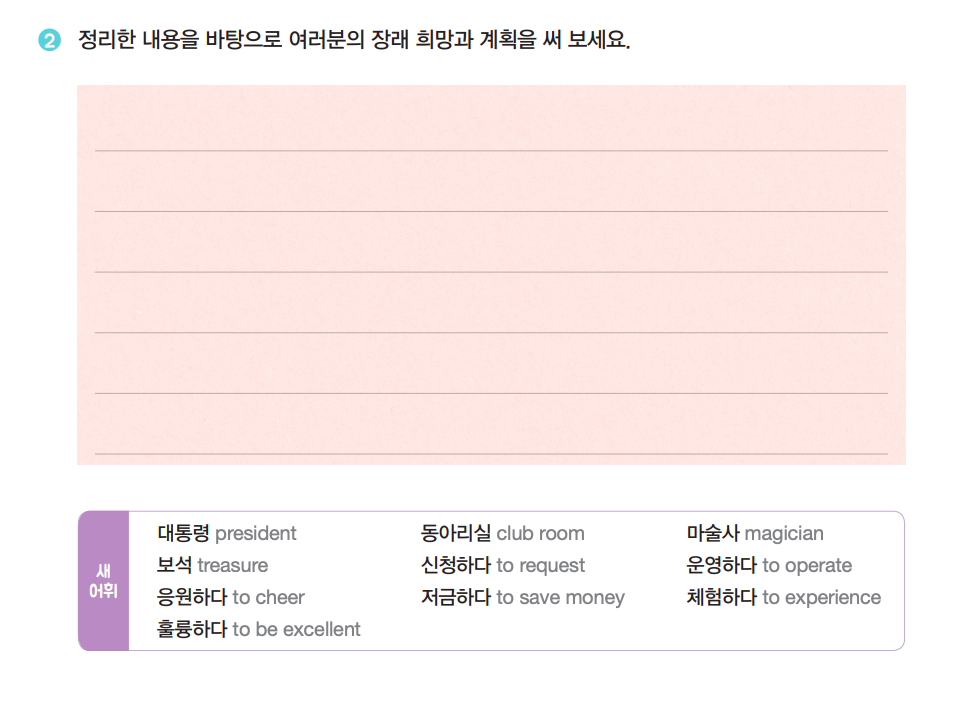 2 정리한 내용을 바탕으로 여러분의 장래 희망과 계획을 써 보세요.
새
어휘
대통령 president 동아리실 club room 마술사 magician
보석 treasure 신청하다 to request 운영하다 to operate
응원하다 to cheer 저금하다 to save money 체험하다 to experience
훌륭하다 to be excellent